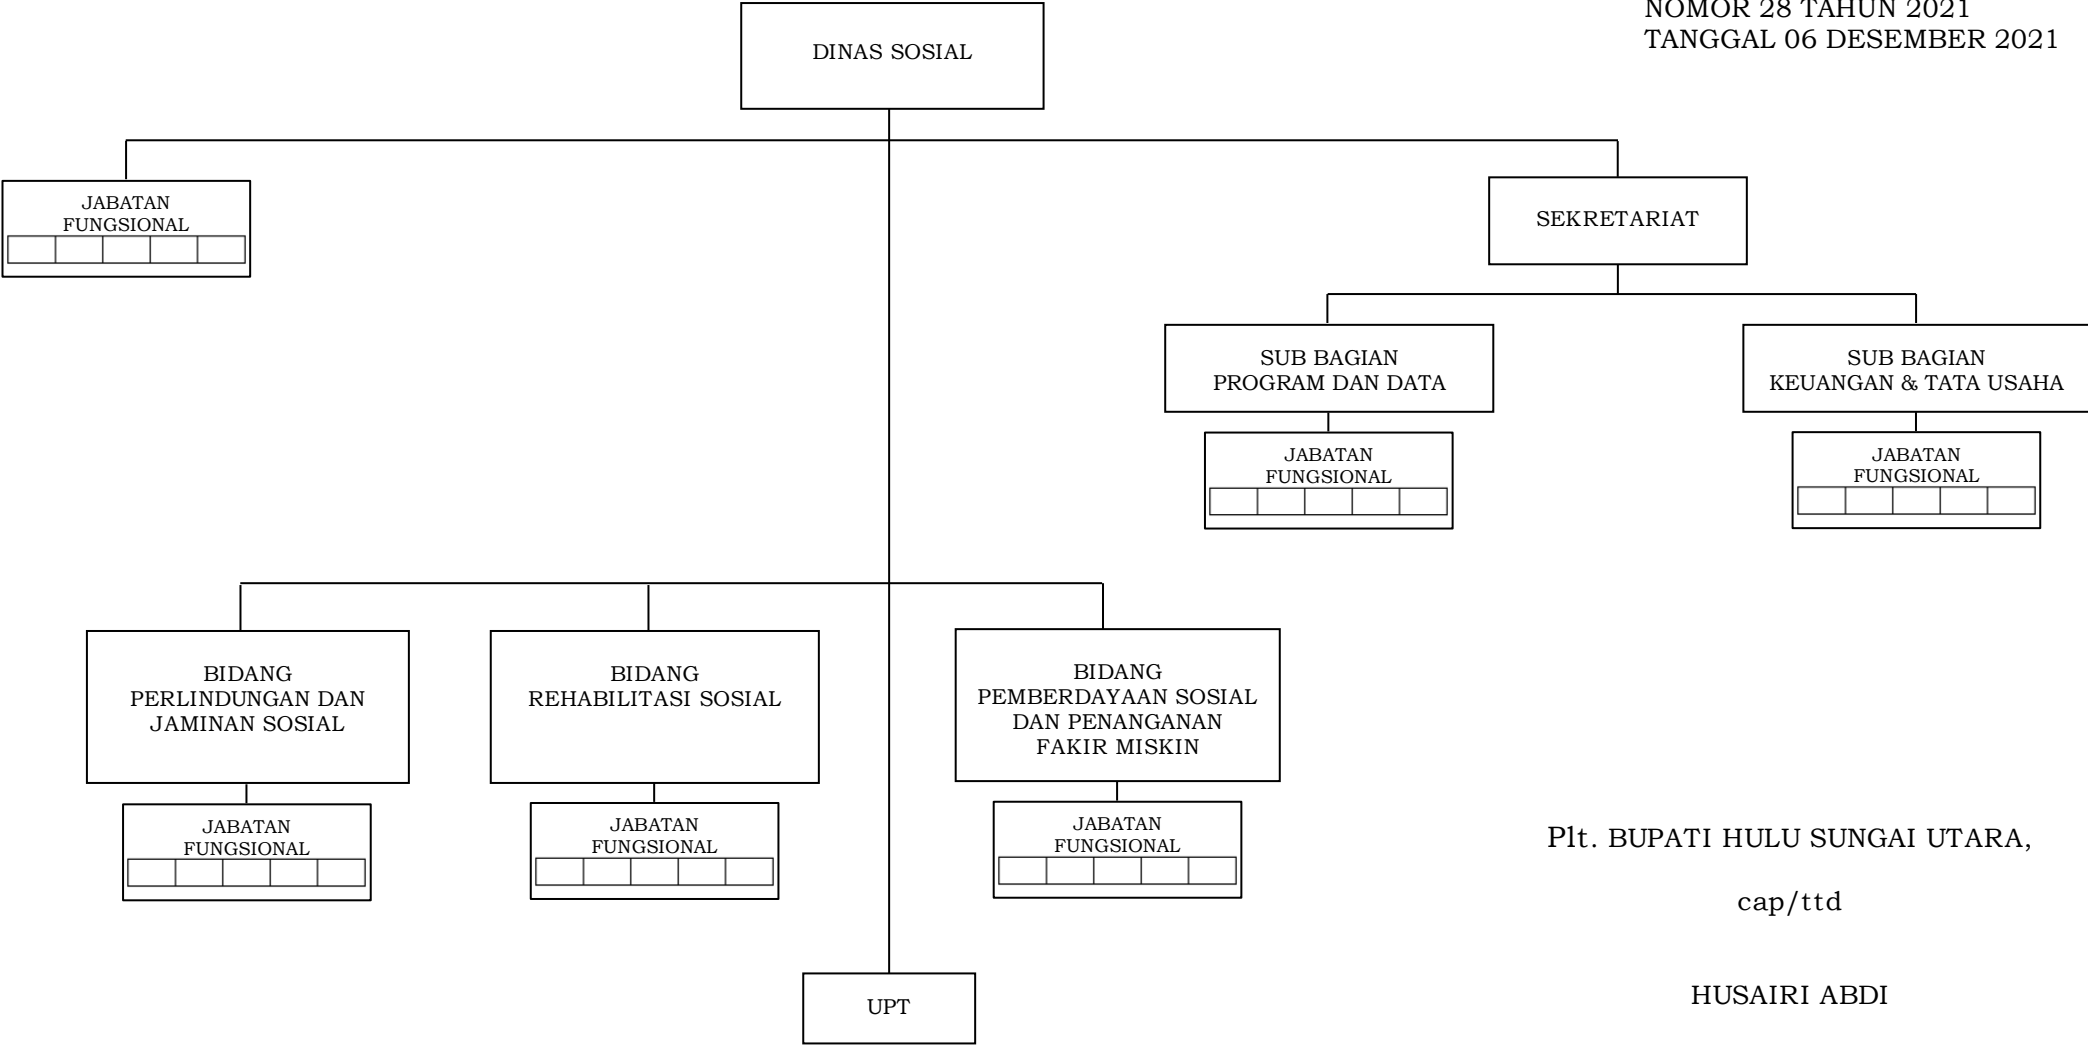 NOMOR 28 TAHUN 2021
TANGGAL 06 DESEMBER 2021
DINAS SOSIAL
JABATAN
FUNGSIONAL
SEKRETARIAT
SUB BAGIAN
PROGRAM DAN DATA
SUB BAGIAN
KEUANGAN & TATA USAHA
JABATAN
FUNGSIONAL
JABATAN
FUNGSIONAL
BIDANG
PERLINDUNGAN DAN
JAMINAN SOSIAL
BIDANG
REHABILITASI SOSIAL
BIDANG
PEMBERDAYAAN SOSIAL
DAN PENANGANAN
FAKIR MISKIN
JABATAN
FUNGSIONAL
JABATAN
FUNGSIONAL
JABATAN
FUNGSIONAL
UPT
Plt. BUPATI HULU SUNGAI UTARA,
cap/ttd
HUSAIRI ABDI